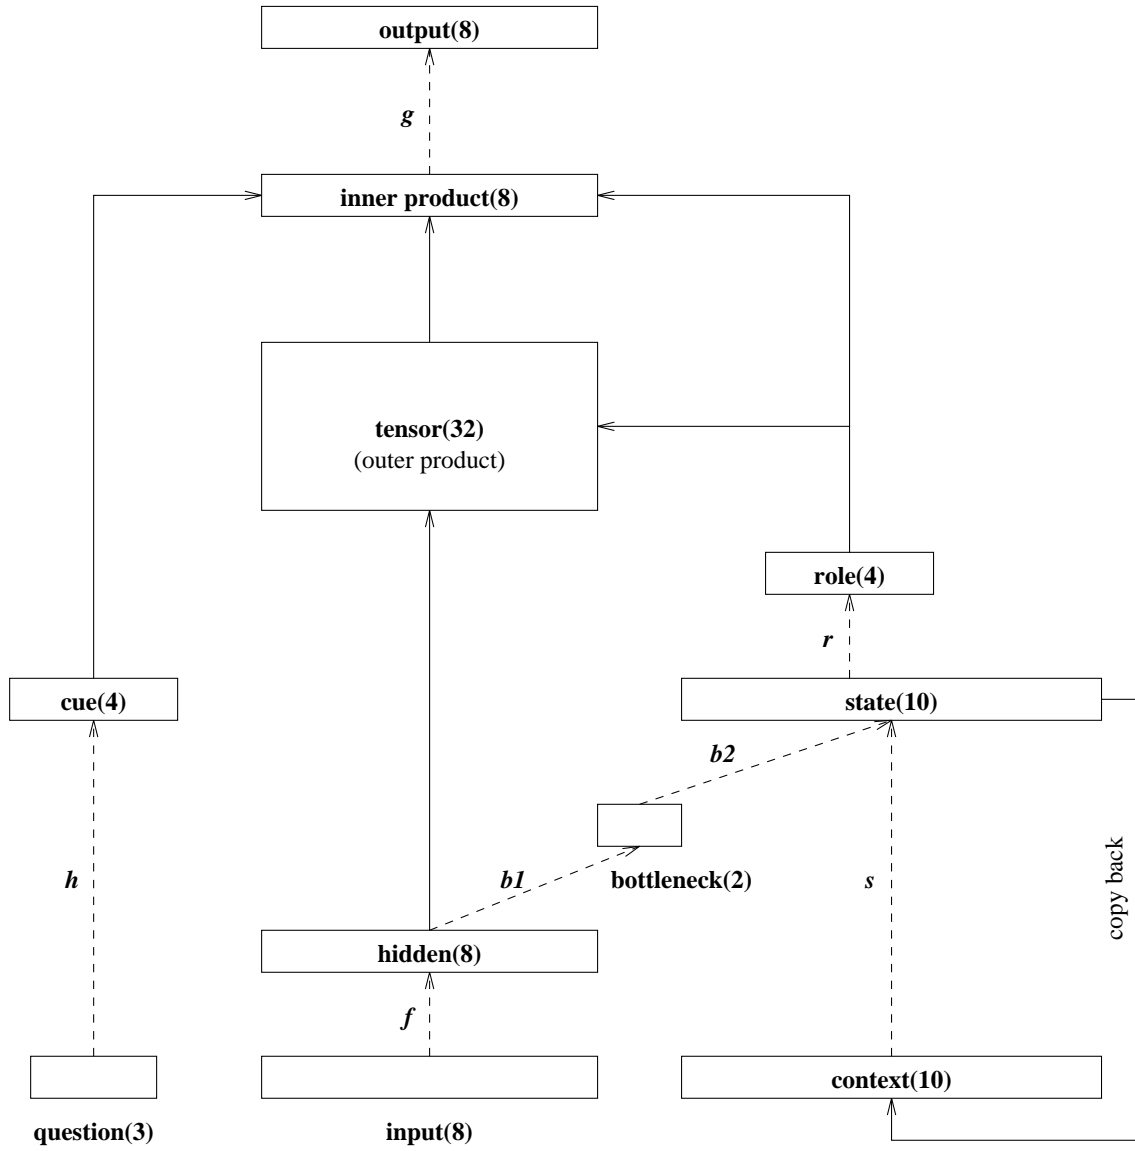 output(8)
g
inner product(8)
tensor(32)
(outer product)
role(4)
r
cue(4)
state(10)
b2
h
b1
bottleneck(2)
s
copy back
hidden(8)
f
context(10)
question(3)
input(8)